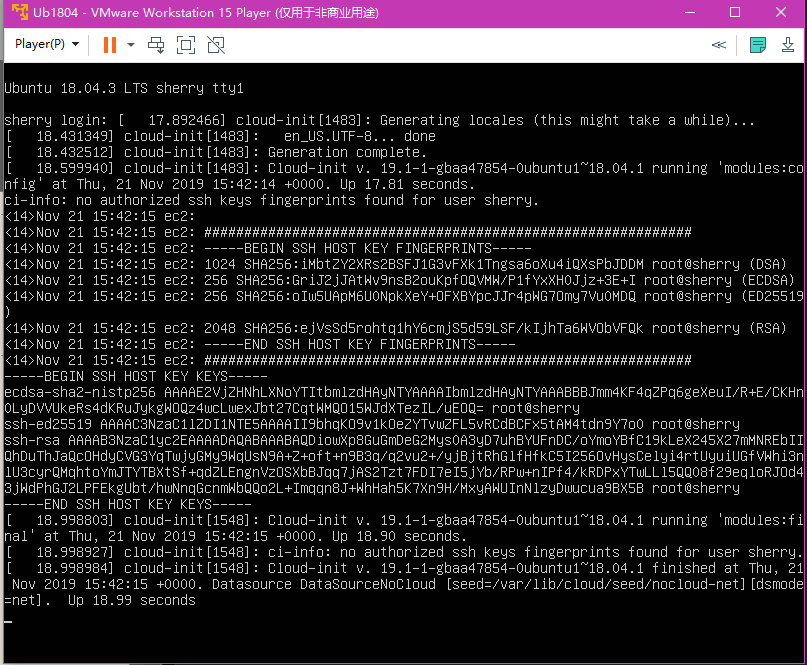 Ub1804 - VMware Workstation 15 Player (仅用于非商业用途)
Player(P)
Ubuntu 18.04.3 LTS sherry tty1
sherry login: [   17.892466] cloud-init[1483]: Generating locales (this might take a while)...
[   18.431349] cloud-init[1483]:   en_US.UTF-8... done
[   18.432512] cloud-init[1483]: Generation complete.
[   18.599940] cloud-init[1483]: Cloud-init v. 19.1-1-gbaa47854-0ubuntu1~18.04.1 running 'modules:co
nfig' at Thu, 21 Nov 2019 15:42:14 +0000. Up 17.81 seconds.
ci-info: no authorized ssh keys fingerprints found for user sherry.
<14>Nov 21 15:42:15 ec2:
<14>Nov 21 15:42:15 ec2: #############################################################
<14>Nov 21 15:42:15 ec2: -----BEGIN SSH HOST KEY FINGERPRINTS-----
<14>Nov 21 15:42:15 ec2: 1024 SHA256:iMbtZY2XRs2BSFJ1G3vFXk1Tngsa6oXu4iQXsPbJDDM root@sherry (DSA)
<14>Nov 21 15:42:15 ec2: 256 SHA256:GriJ2jJAtWv9nsB2ouKpfOQVMW/P1fYxXH0Jjz+3E+I root@sherry (ECDSA)
<14>Nov 21 15:42:15 ec2: 256 SHA256:oIw5UApM6U0NpkXeY+OFXBYpcJJr4pWG7Omy7Vu0MDQ root@sherry (ED25519
)
<14>Nov 21 15:42:15 ec2: 2048 SHA256:ejVsSd5rohtq1hY6cmjS5d59LSF/kIjhTa6WVObVFQk root@sherry (RSA)
<14>Nov 21 15:42:15 ec2: -----END SSH HOST KEY FINGERPRINTS-----
<14>Nov 21 15:42:15 ec2: #############################################################
-----BEGIN SSH HOST KEY KEYS-----
ecdsa-sha2-nistp256 AAAAE2VjZHNhLXNoYTItbmlzdHAyNTYAAAAIbmlzdHAyNTYAAABBBJmm4KF4qZPq6geXeuI/R+E/CKHn
0LyDVVUkeRs4dKRuJykgWOQz4wcLwexJbt27CqtWMQO15WJdXTezIL/uEOQ= root@sherry
ssh-ed25519 AAAAC3NzaC1lZDI1NTE5AAAAII9bhqKO9v1kOeZYTvwZFL5vRCdBCFx5tAM4tdn9Y7o0 root@sherry
ssh-rsa AAAAB3NzaC1yc2EAAAADAQABAAABAQDiowXp8GuGmDeG2Mys0A3yD7uhBYUFnDC/oYmoYBfC19kLeX245X27mMNREbII
QhDuThJaQcOHdyCVG3YqTwjyGMy9WqUsN9A+Z+oft+n9B3q/q2vu2+/yjBjtRhGlfHfkC5I256OvHysCelyi4rtUyuiUGfVWhi3n
lU3cyrQMqhtoYmJTYTBXtSf+qdZLEngnVzOSXbBJqq7jAS2Tzt7FDI7eI5jYb/RPw+nIPf4/kRDPxYTwLLl5QQ08f29eqloRJOd4
3jWdPhGJ2LPFEkgUbt/hwNnqGcnmWbQQo2L+Imqqn8J+WhHah5K7Xn9H/MxyAWUInNlzyDwucua9BX5B root@sherry
-----END SSH HOST KEY KEYS-----
[   18.998803] cloud-init[1548]: Cloud-init v. 19.1-1-gbaa47854-0ubuntu1~18.04.1 running 'modules:fi
nal' at Thu, 21 Nov 2019 15:42:15 +0000. Up 18.90 seconds.
[   18.998927] cloud-init[1548]: ci-info: no authorized ssh keys fingerprints found for user sherry.
[   18.998984] cloud-init[1548]: Cloud-init v. 19.1-1-gbaa47854-0ubuntu1~18.04.1 finished at Thu, 21
 Nov 2019 15:42:15 +0000. Datasource DataSourceNoCloud [seed=/var/lib/cloud/seed/nocloud-net][dsmode
=net].  Up 18.99 seconds